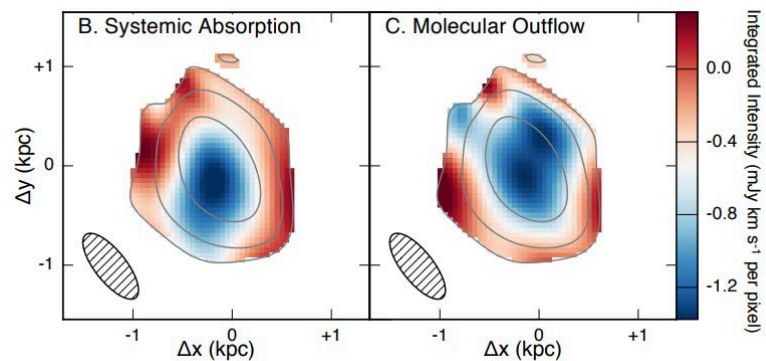 B. Systemic Absorption
C. Molecular Outflow
+1
0
-1
Δy (kpc)
-1
0
+1
Δx (kpc)
-1
0
+1
Δx (kpc)
0.0
-0.4
-0.8
-1.2
Integrated Intensity (mJy km s⁻¹ per pixel)